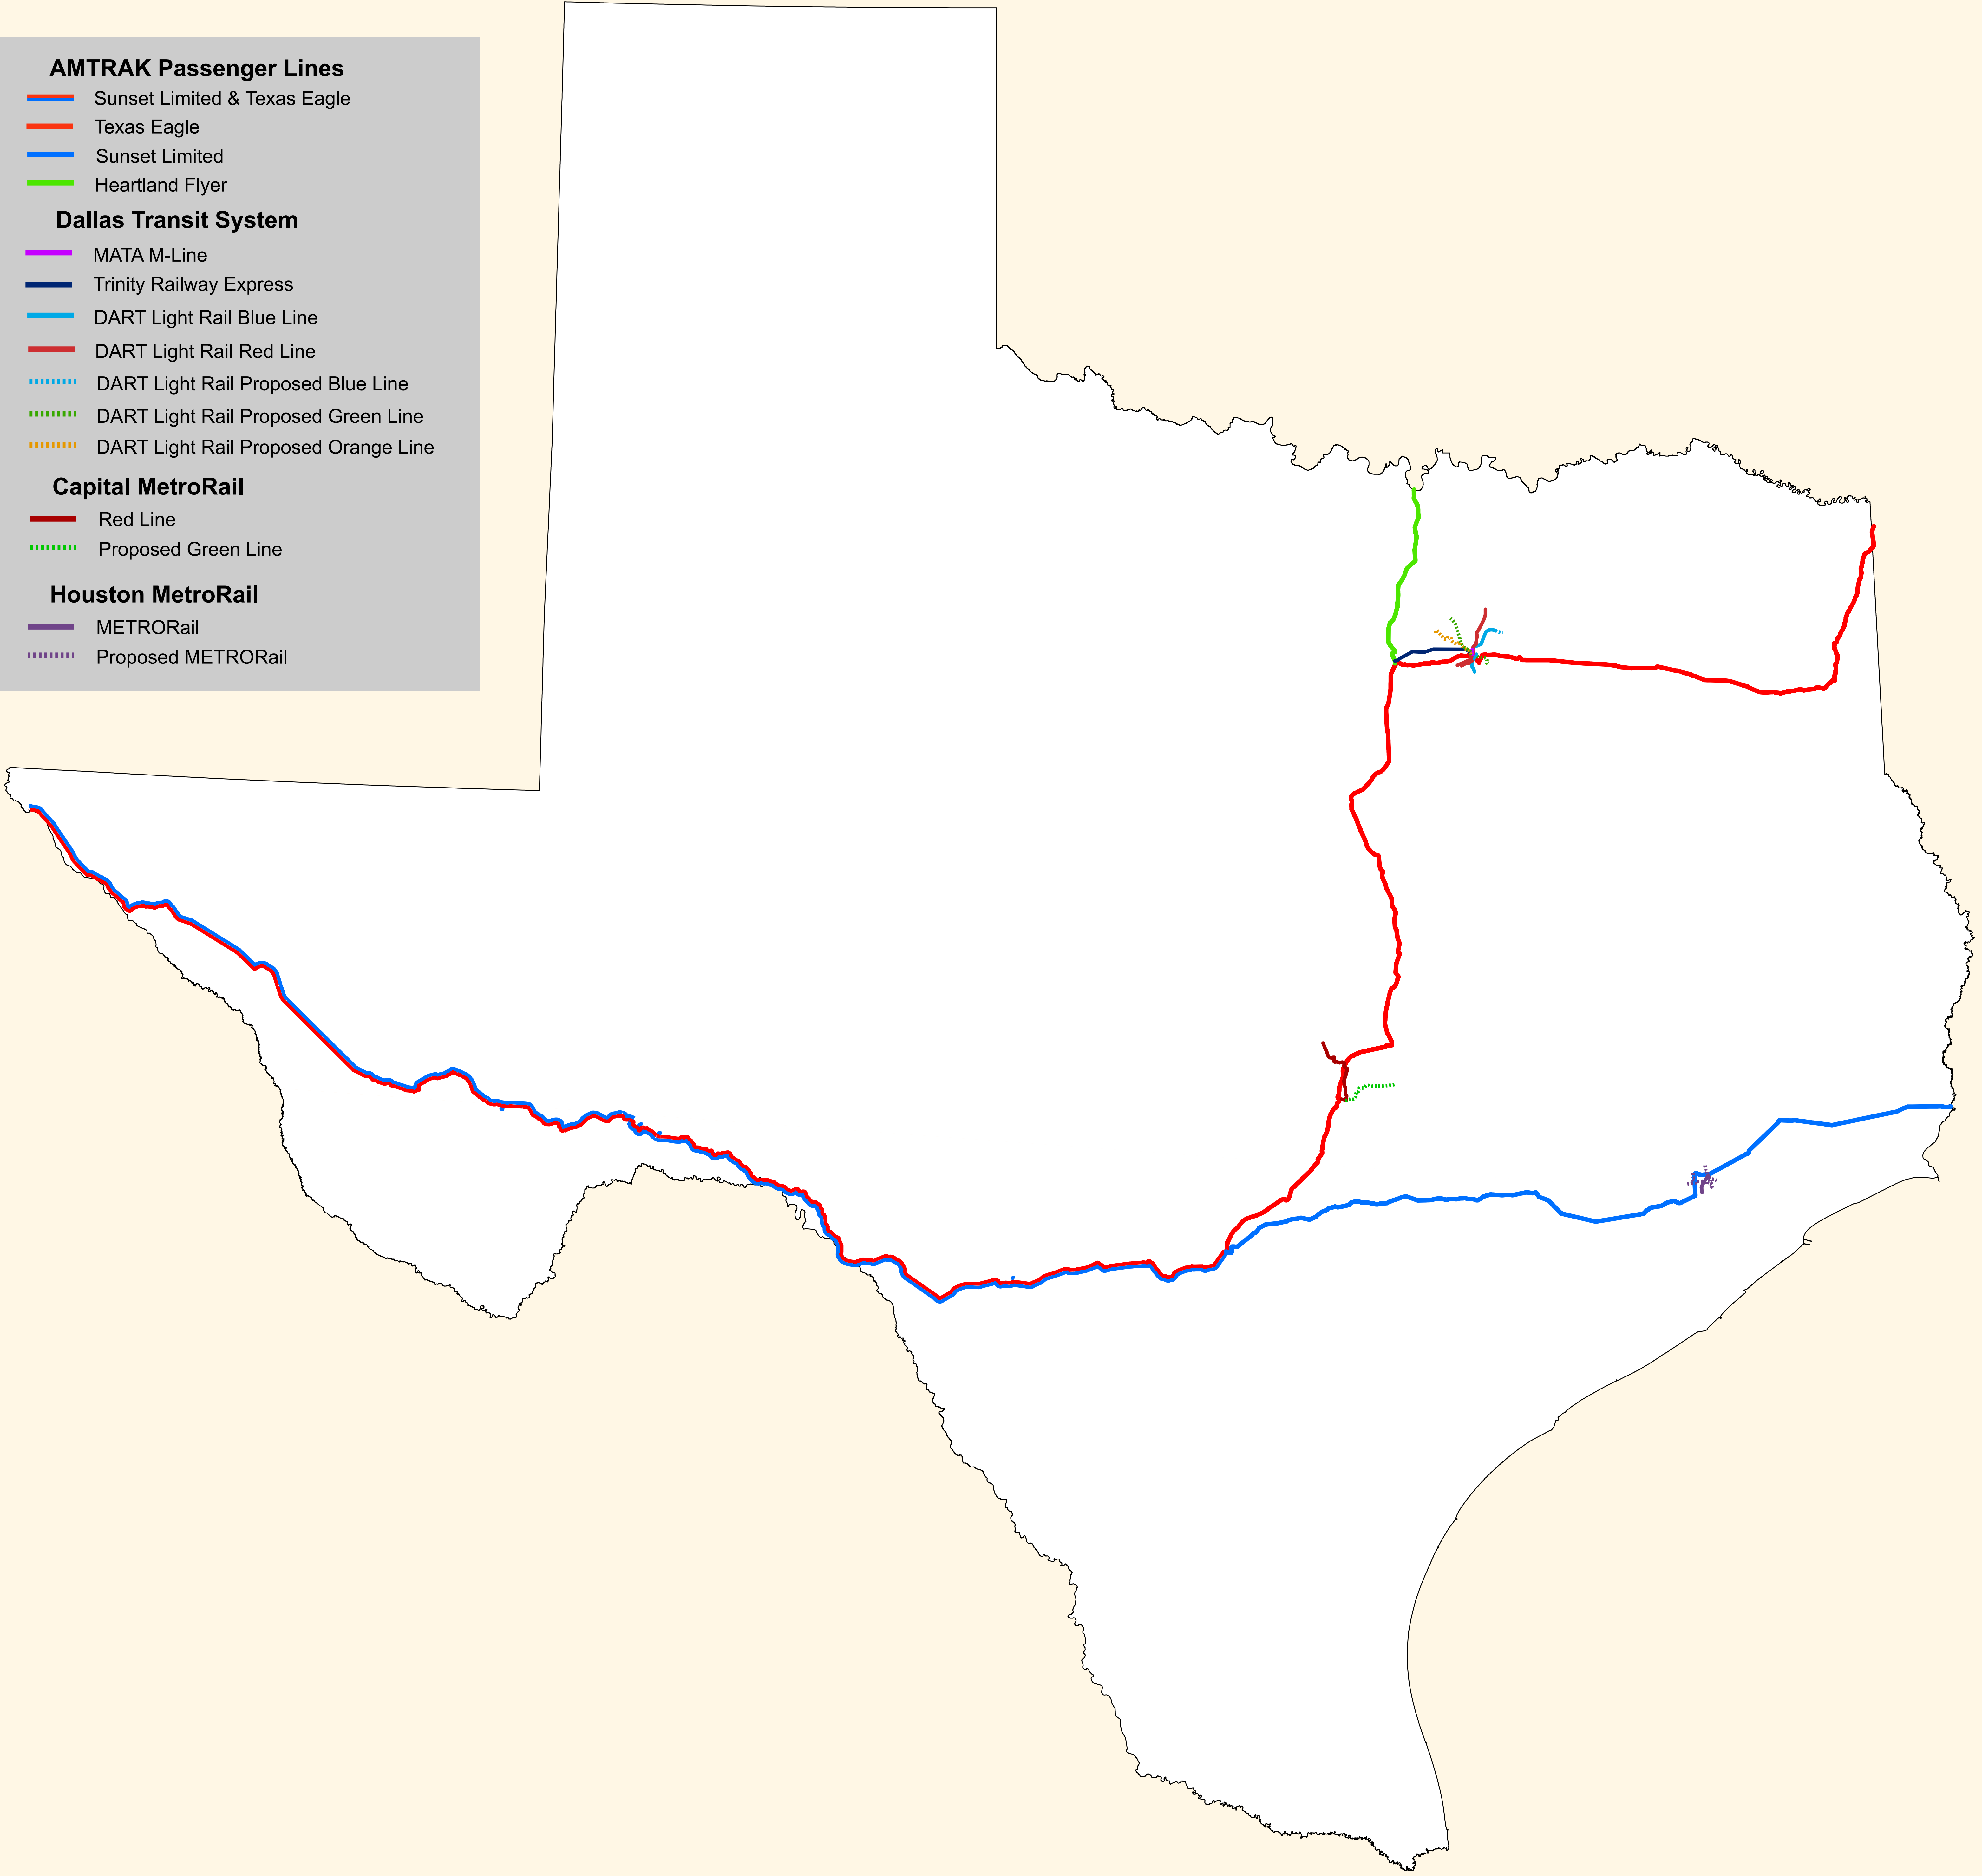 AMTRAK Passenger Lines
Sunset Limited & Texas Eagle
Texas Eagle
Sunset Limited
Heartland Flyer
Dallas Transit System
MATA M-Line
Trinity Railway Express
DART Light Rail Blue Line
DART Light Rail Red Line
DART Light Rail Proposed Blue Line
DART Light Rail Proposed Green Line
DART Light Rail Proposed Orange Line
Capital MetroRail
Red Line
Proposed Green Line
Houston MetroRail
METRORail
Proposed METRORail